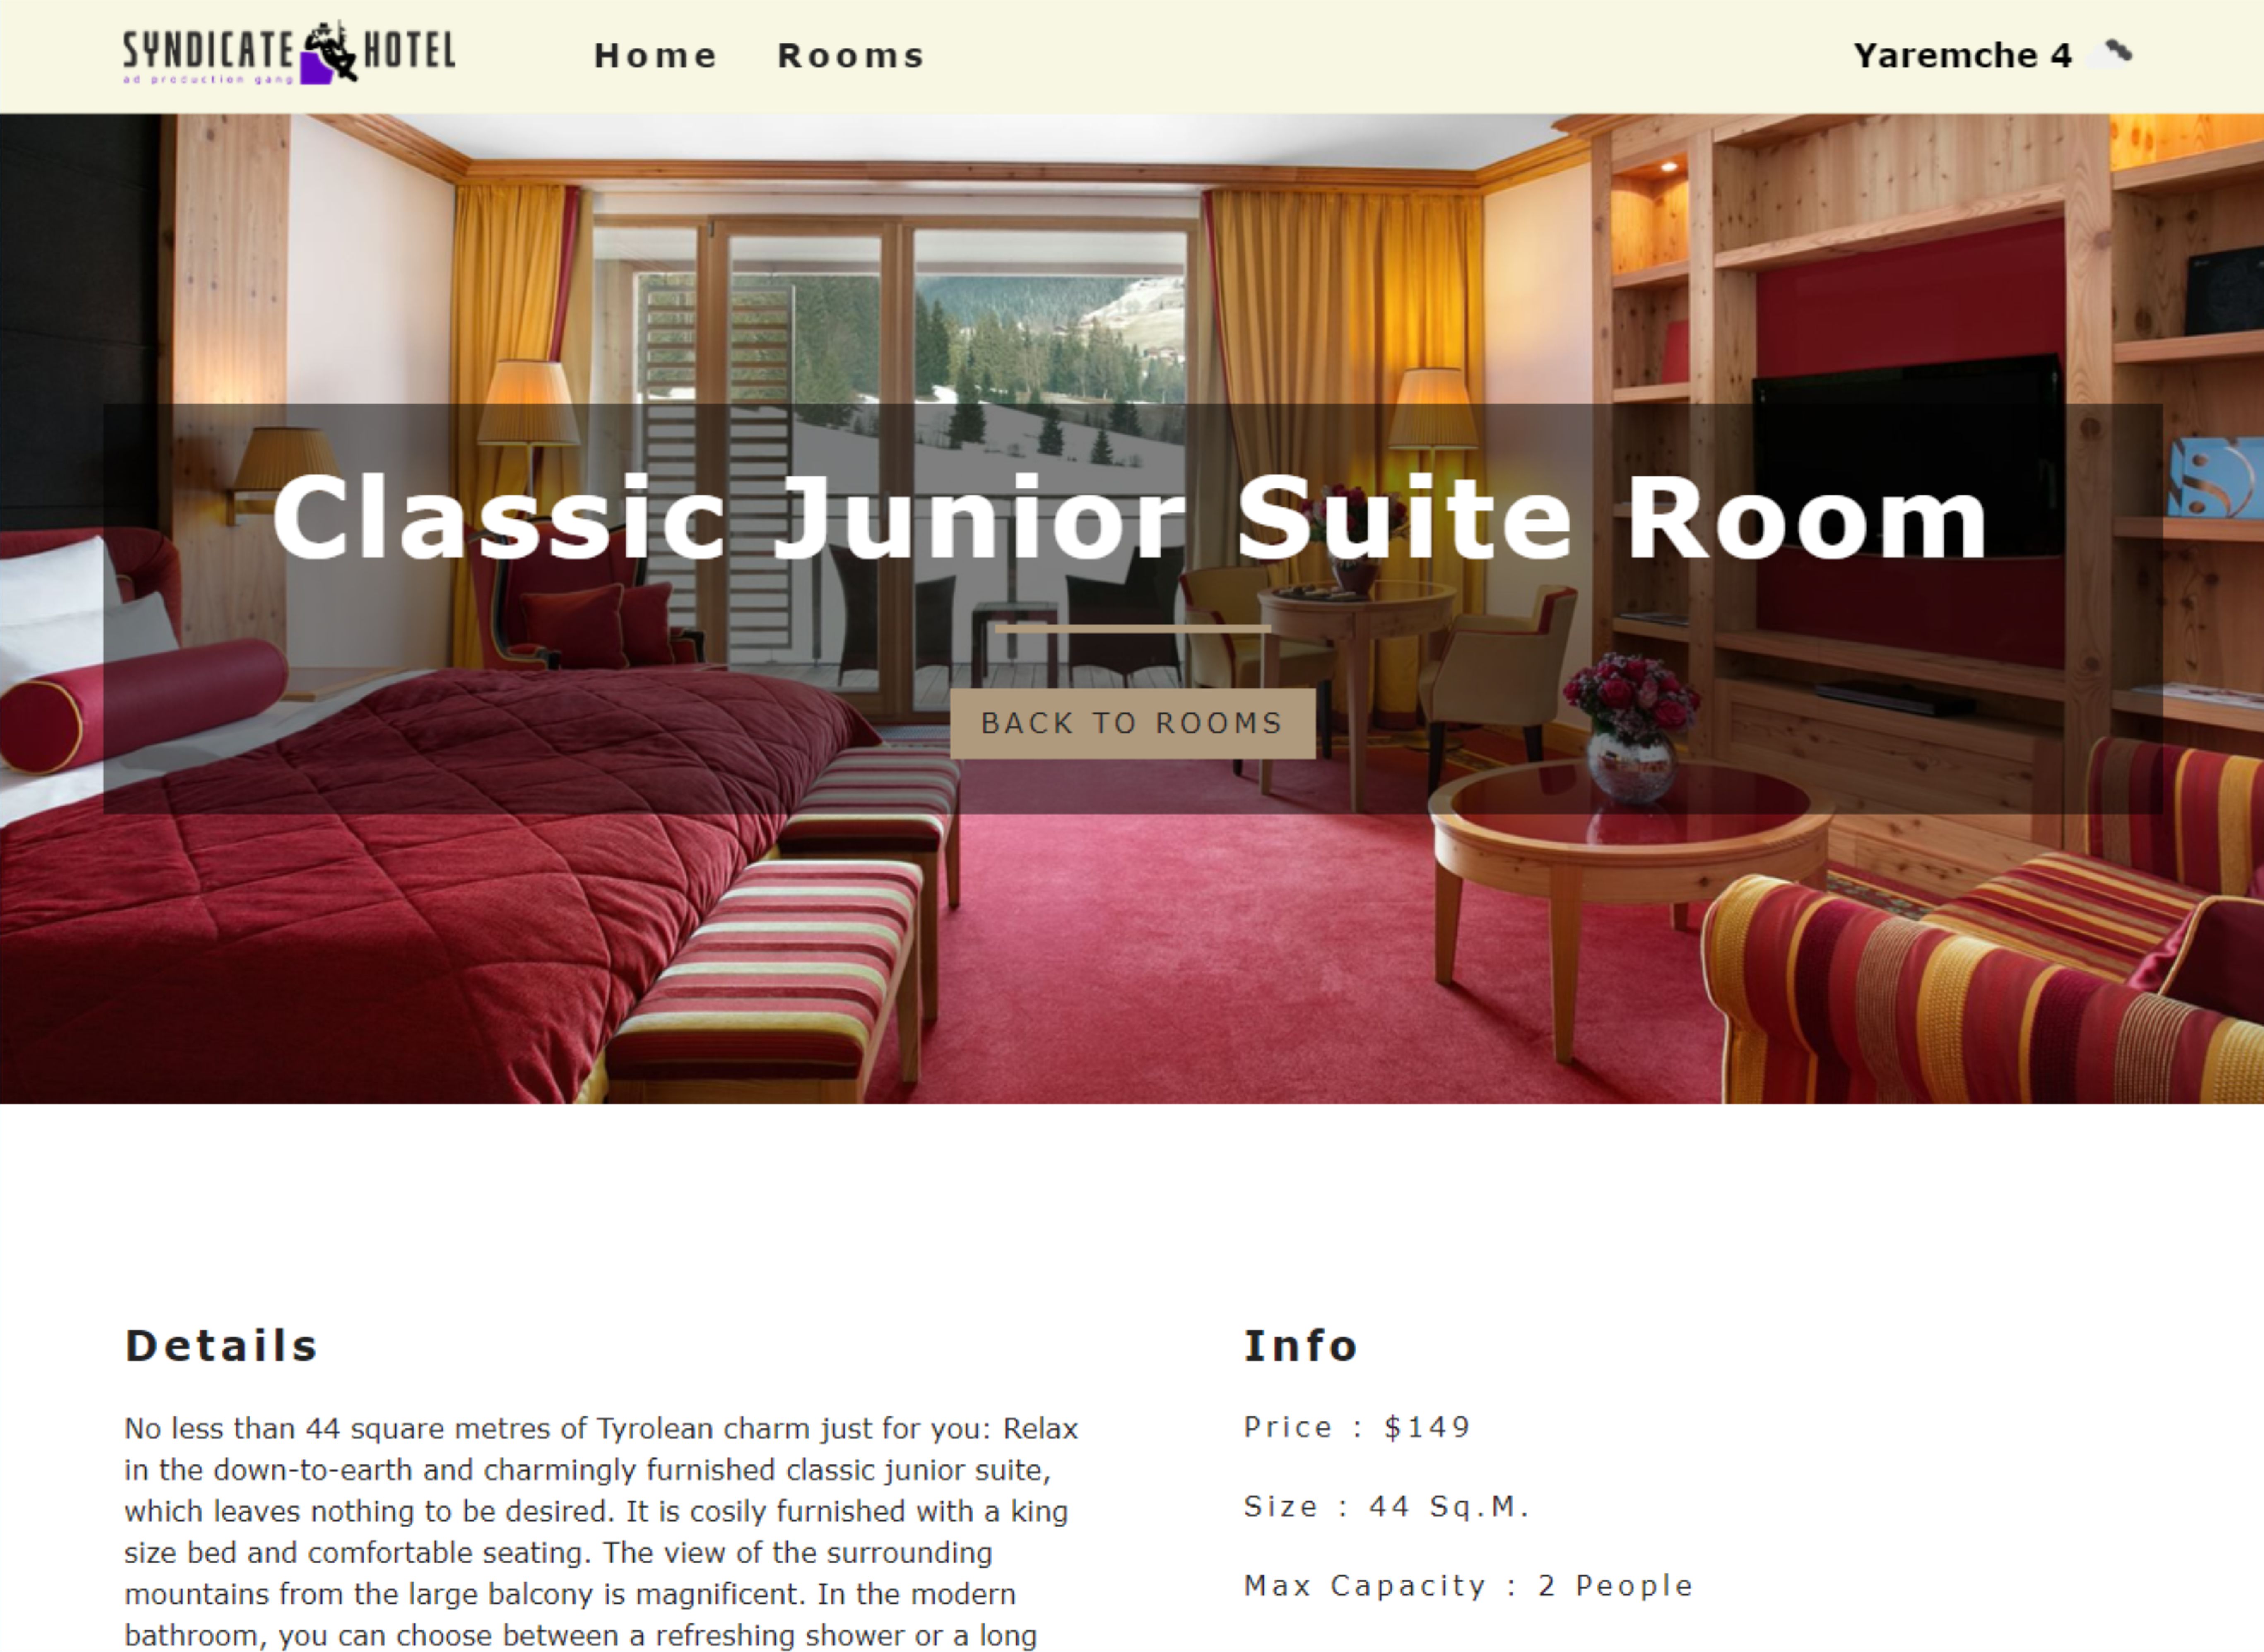 SYNDICATE HOTEL
ad production gang
Home Rooms
Yaremche 4
Classic Junior Suite Room
BACK TO ROOMS
Details
No less than 44 square metres of Tyrolean charm just for you: Relax
in the down-to-earth and charmingly furnished classic junior suite,
which leaves nothing to be desired. It is cosily furnished with a king
size bed and comfortable seating. The view of the surrounding
mountains from the large balcony is magnificent. In the modern
bathroom, you can choose between a refreshing shower or a long
Info
Price : $149
Size : 44 Sq.M.
Max Capacity : 2 People